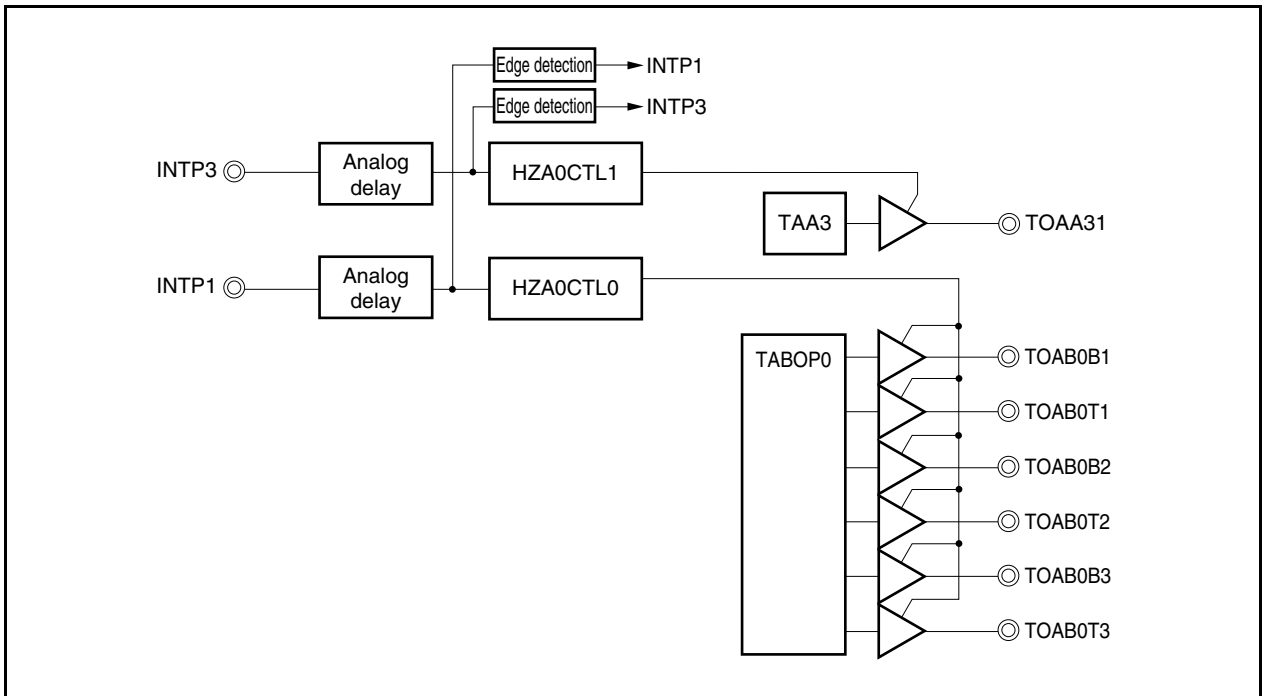 Edge detection
INTP1
Edge detection
INTP3
INTP3
Analog
delay
HZA0CTL1
TAA3
TOAA31
INTP1
Analog
delay
HZA0CTL0
TABOP0
TOAB0B1
TOAB0T1
TOAB0B2
TOAB0T2
TOAB0B3
TOAB0T3